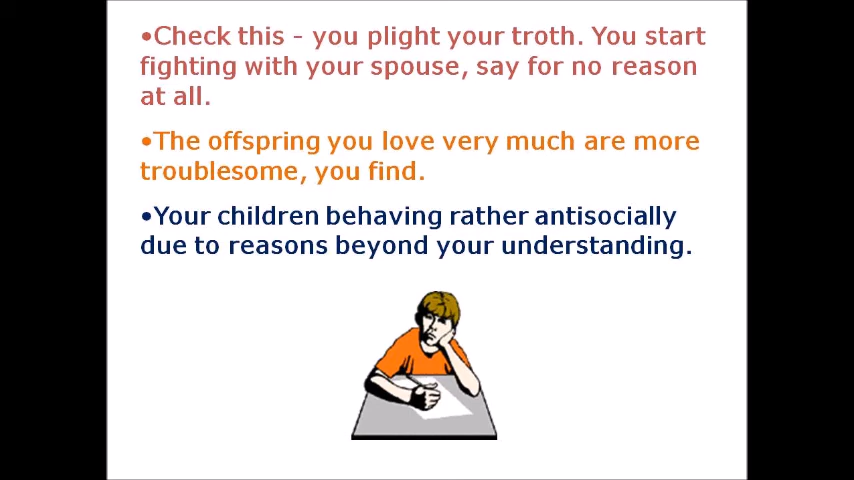 •Check this - you plight your troth. You start
fighting with your spouse, say for no reason
at all.
•The offspring you love very much are more
troublesome, you find.
•Your children behaving rather antisocially
due to reasons beyond your understanding.